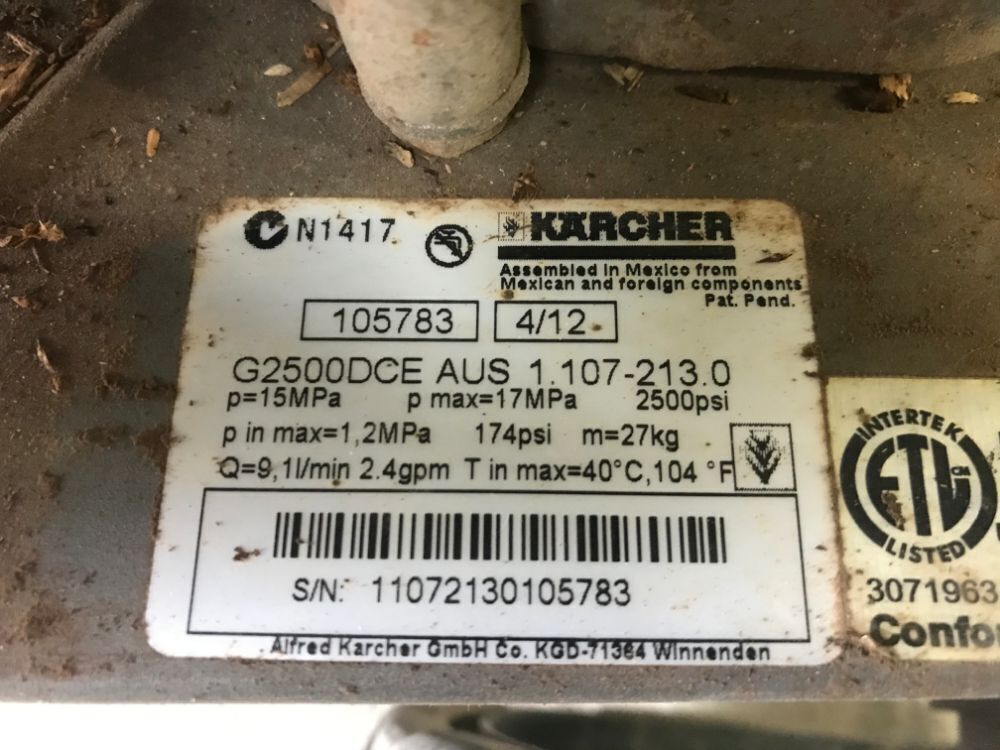 N1417
KÄRCHER
Assembled in Mexico from
Mexican and foreign components
Pat. Pend.
105783 4/12
G2500DCE AUS 1.107-213.0
p=15MPa p max=17MPa 2500psi
p in max=1,2MPa 174psi m=27kg
Q=9,1l/min 2.4gpm T in max=40°C,104 °F
S/N: 11072130105783
Alfred Karcher GmbH Co. KGD-71364 Winnenden
INTERTEK
ETL CM
LISTED
3071963
Confo